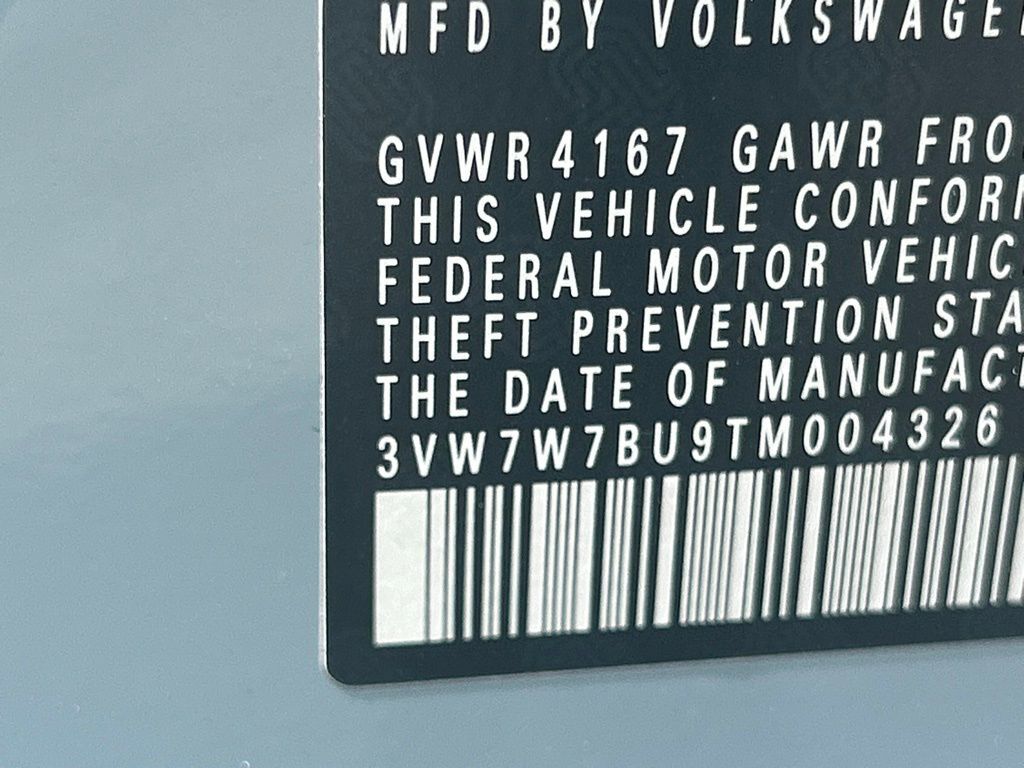 MFD BY VOLKSWAGE
GVWR 4167 GAWR FRO
THIS VEHICLE CONFOR
FEDERAL MOTOR VEHIC
THEFT PREVENTION STA
THE DATE OF MANUFACT
3VW7W7BU9TM004326